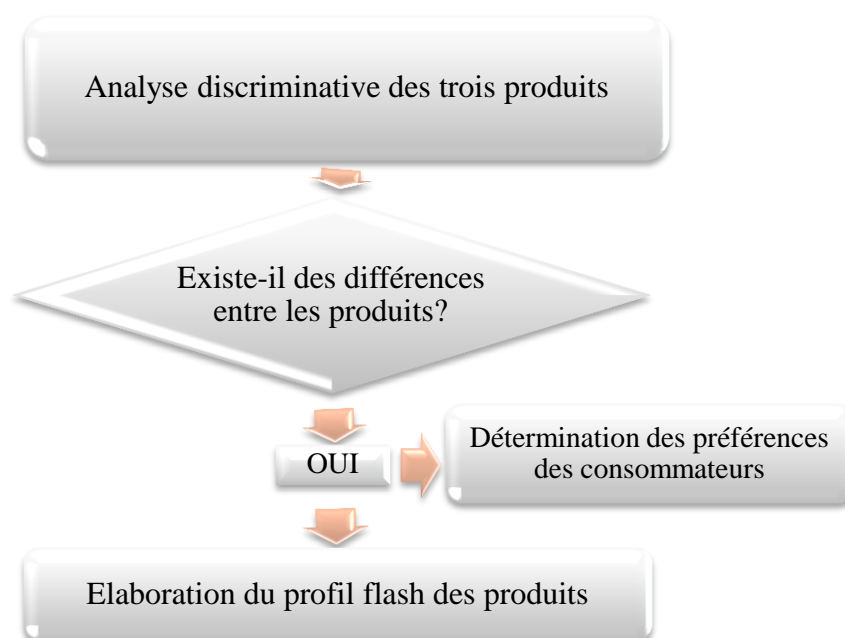 Analyse discriminative des trois produits
Existe-il des différences
entre les produits?
OUI
Détermination des préférences
des consommateurs
Elaboration du profil flash des produits